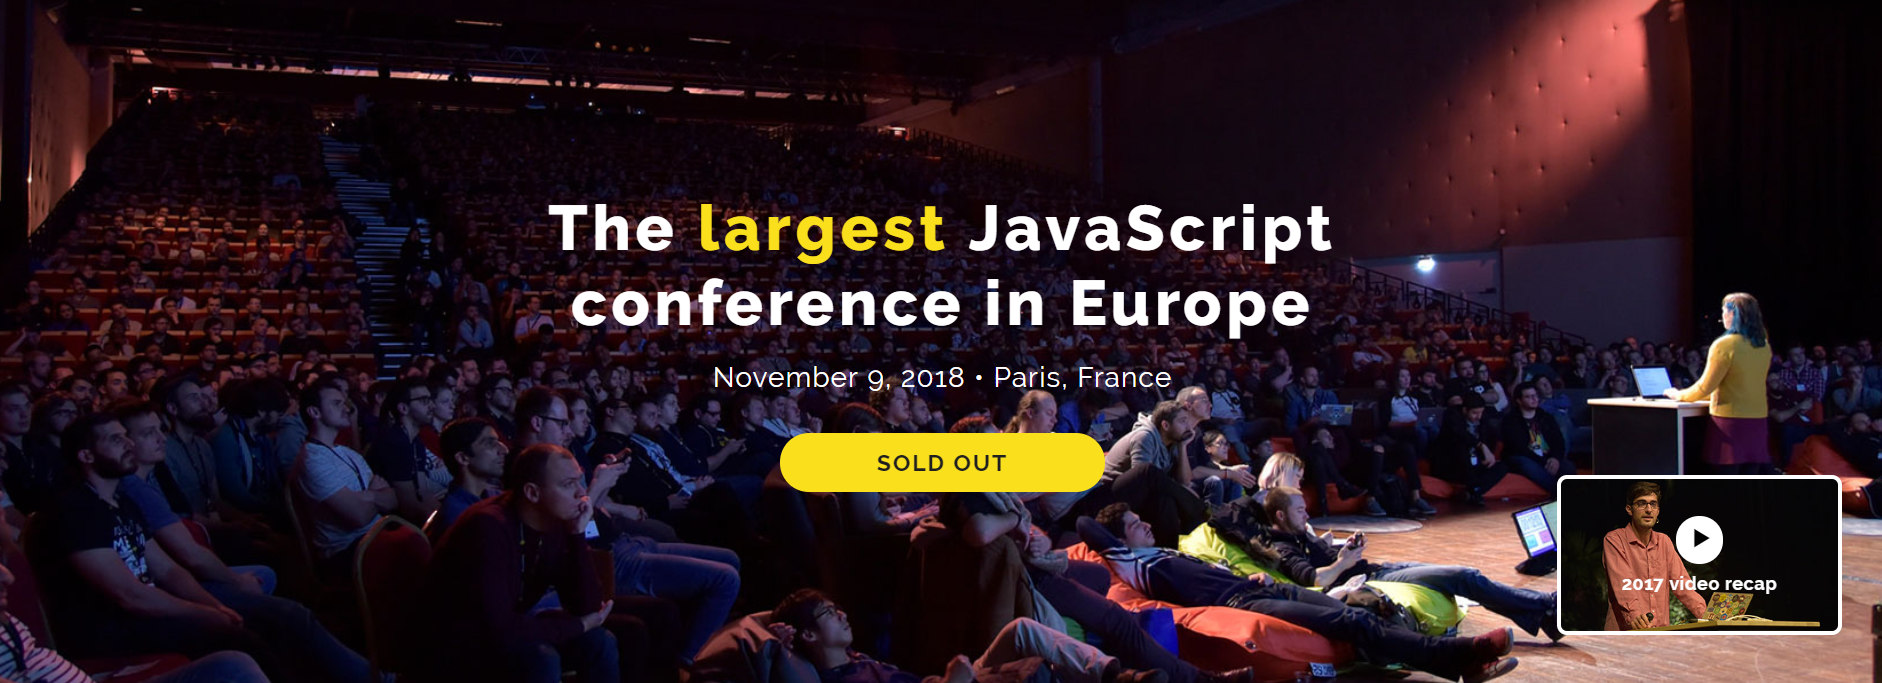 The largest JavaScript
conference in Europe
November 9, 2018 • Paris, France
SOLD OUT
2017 video recap